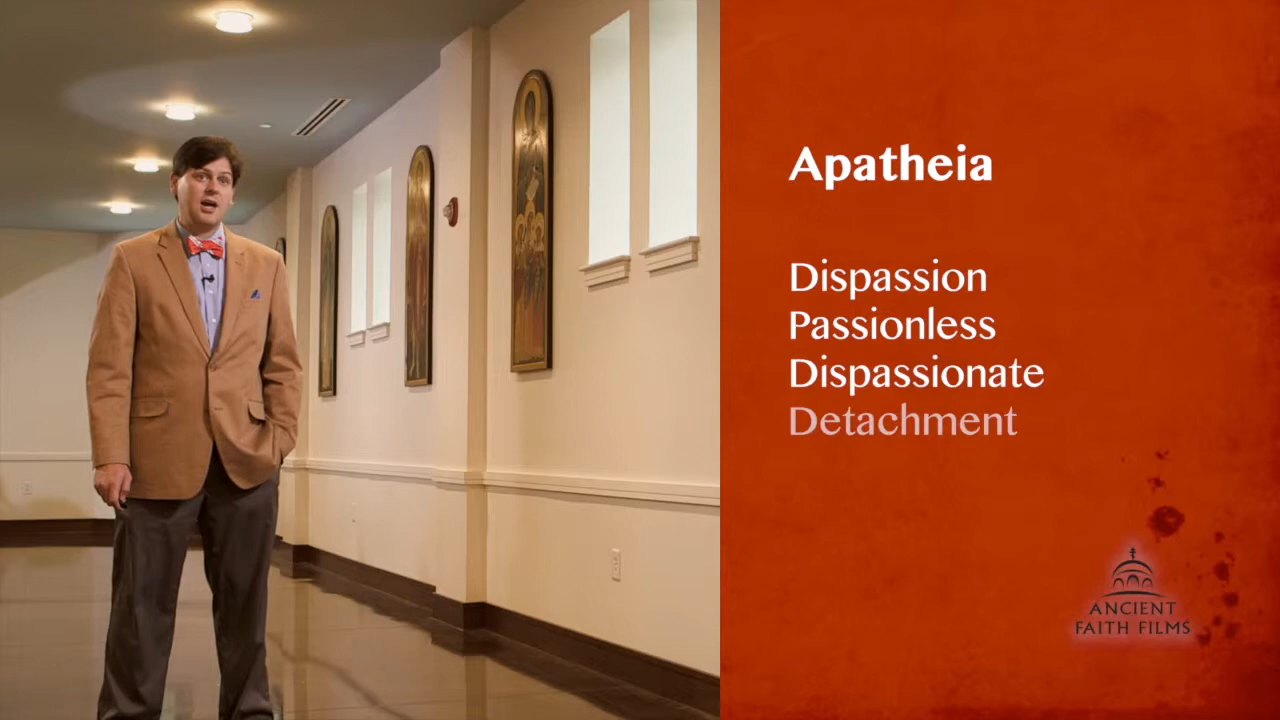 Apatheia
Dispassion
Passionless
Dispassionate
Detachment
ANCIENT
FAITH FILMS